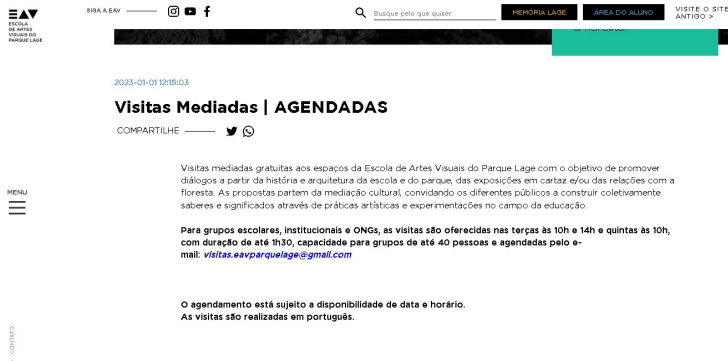 EAV
ESCOLA
DE ARTES
VISUAIS DO
PARQUE LAGE
SIGA A EAV
Busque pelo que quiser
MEMÓRIA LAGE
ÁREA DO ALUNO
VISITE O SITE
ANTIGO >
2023-01-01 12:15:03
Visitas Mediadas | AGENDADAS
COMPARTILHE
MENU
Visitas mediadas gratuitas aos espaços da Escola de Artes Visuais do Parque Lage com o objetivo de promover
diálogos a partir da história e arquitetura da escola e do parque, das exposições em cartaz e/ou das relações com a
floresta. As propostas partem da mediação cultural, convidando os diferentes públicos a construir coletivamente
saberes e significados através de práticas artísticas e experimentações no campo da educação.
Para grupos escolares, institucionais e ONGs, as visitas são oferecidas nas terças às 10h e 14h e quintas às 10h,
com duração de até 1h30, capacidade para grupos de até 40 pessoas e agendadas pelo e-
mail: visitas.eavparquelage@gmail.com
O agendamento está sujeito a disponibilidade de data e horário.
As visitas são realizadas em português.
CONTATO